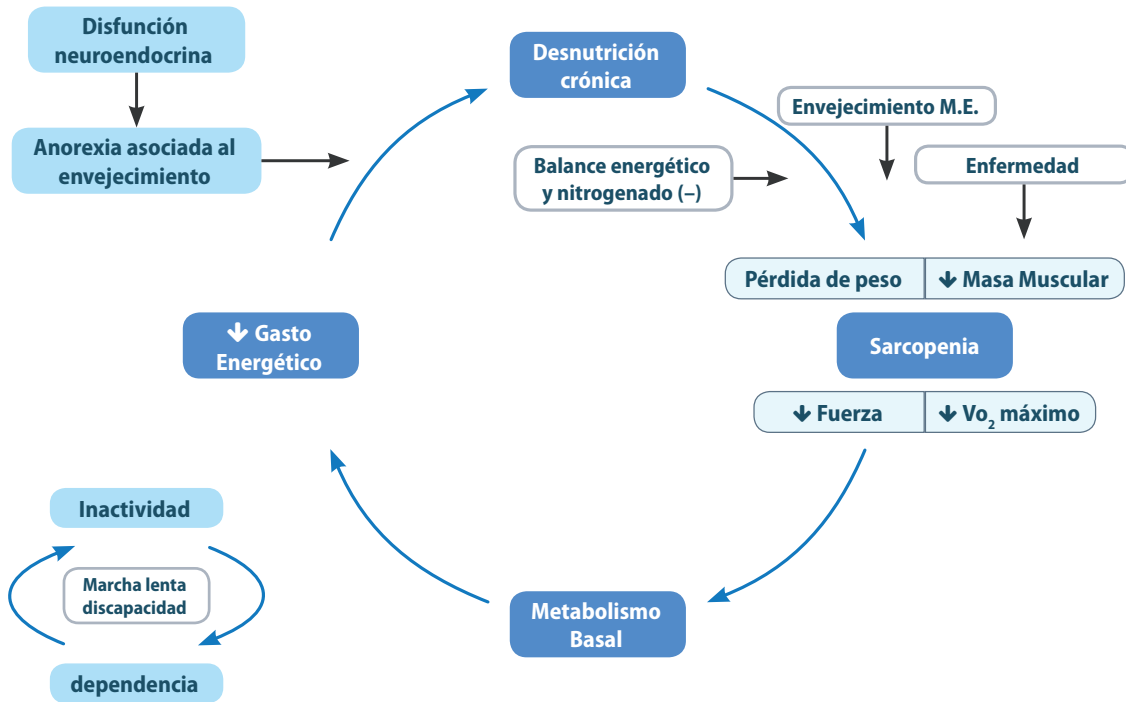 Disfunción
neuroendocrina
Anorexia asociada al
envejecimiento
Desnutrición
crónica
Envejecimiento M.E.
Balance energético
y nitrogenado (–)
Enfermedad
Pérdida de peso
↓ Masa Muscular
Sarcopenia
↓ Fuerza
↓ Vo₂ máximo
↓ Gasto
Energético
Metabolismo
Basal
Inactividad
Marcha lenta
discapacidad
dependencia